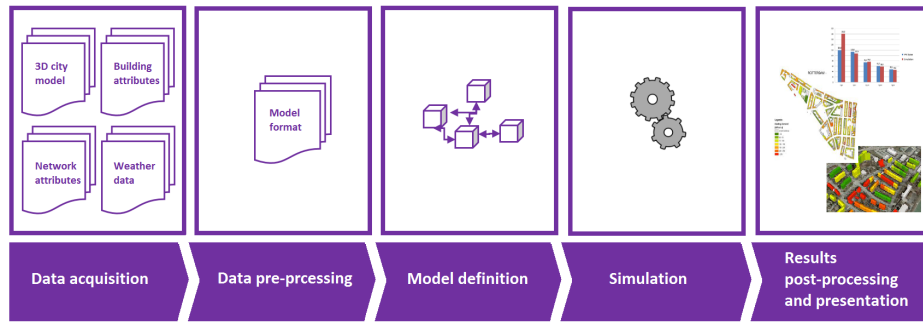 3D city
model
Building
attributes
Network
attributes
Weather
data
Model
format
Data acquisition
Data pre-prcessing
Model definition
Simulation
Results
post-prcessing
and presentation